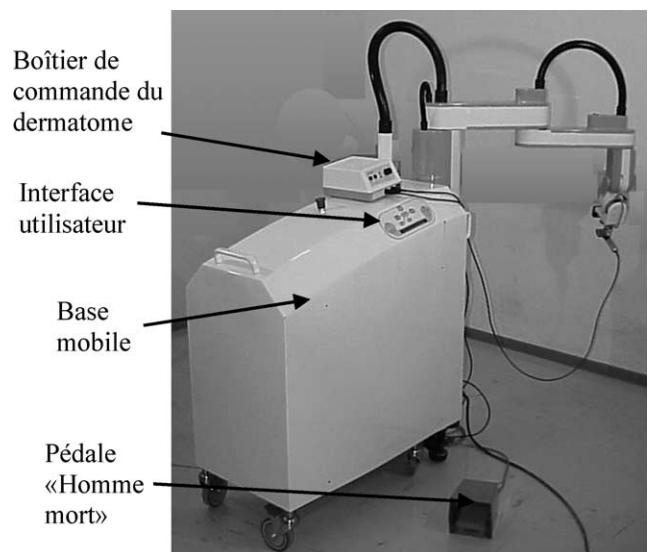 Boîtier de
commande du
dermatome
Interface
utilisateur
Base
mobile
Pédale
«Homme
mort»